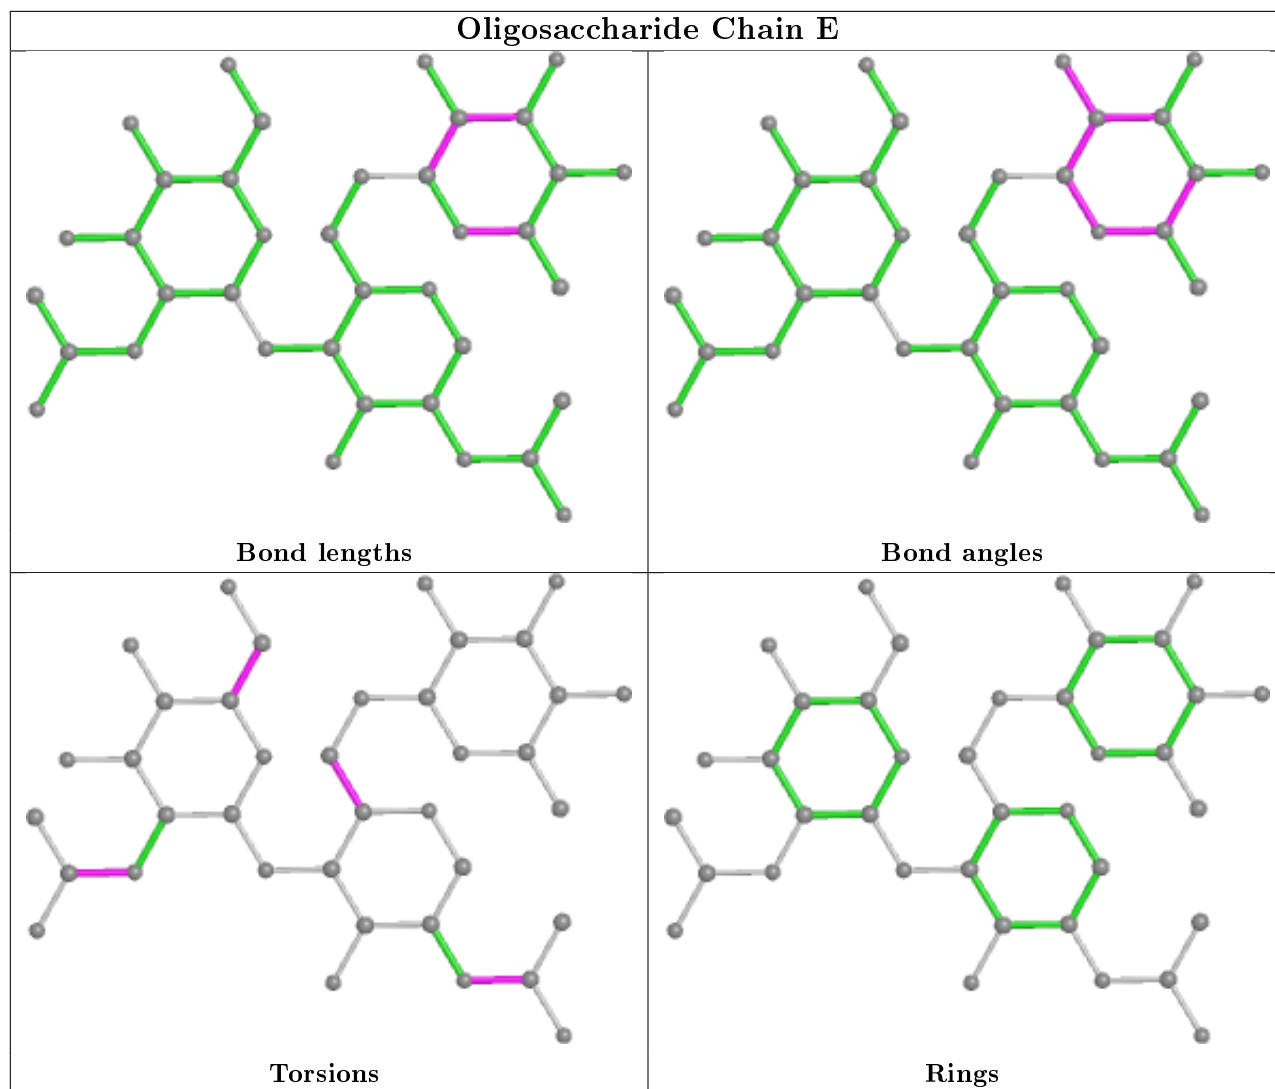 Oligosaccharide Chain E
Bond lengths
Bond angles
Torsions
Rings